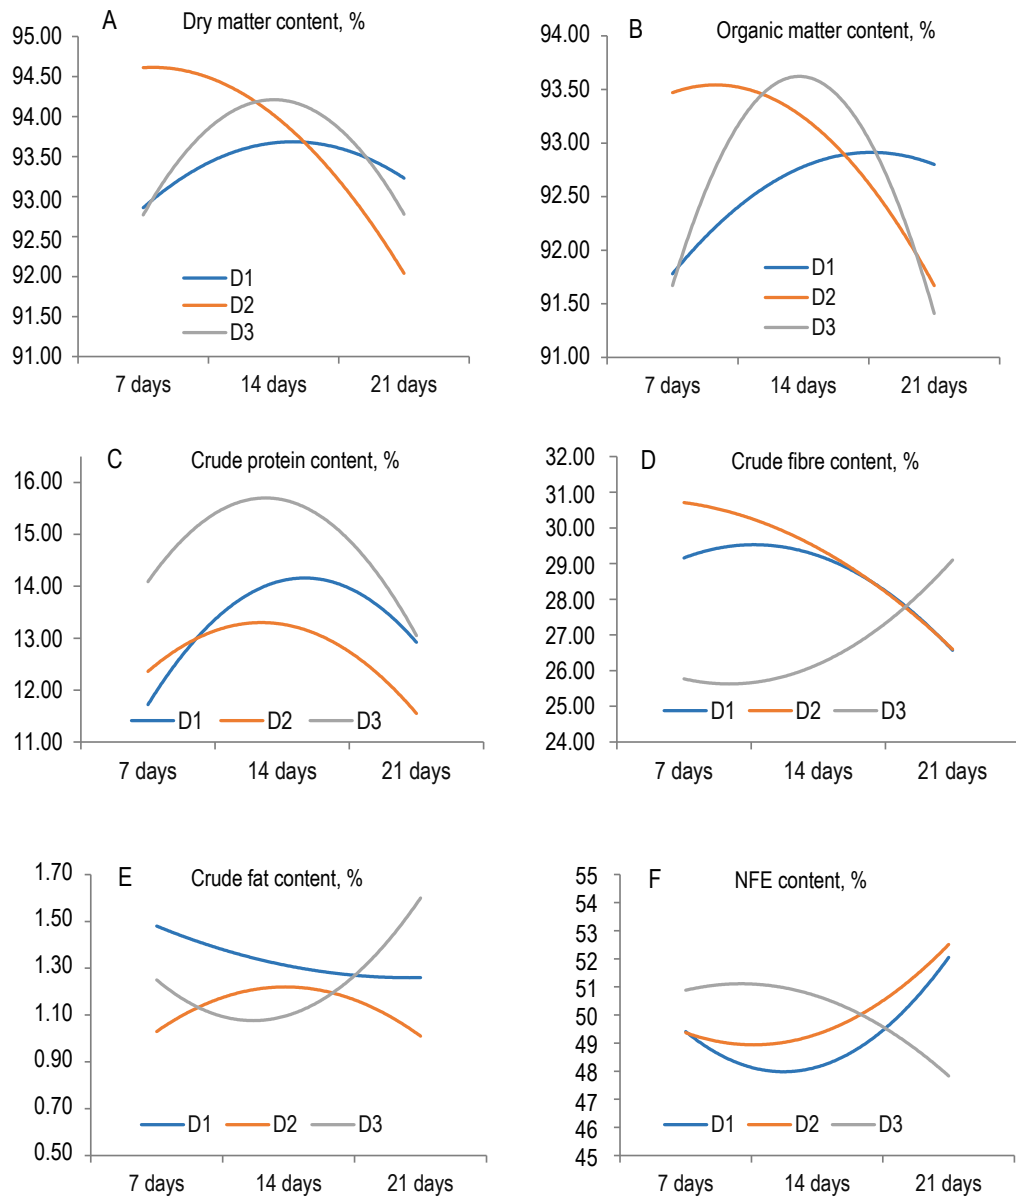 A Dry matter content, %
95.00
94.50
94.00
93.50
93.00
92.50
92.00
91.50
91.00
D1
D2
D3
7 days 14 days 21 days
B Organic matter content, %
94.00
93.50
93.00
92.50
92.00
91.50
91.00
D1
D2
D3
7 days 14 days 21 days
C Crude protein content, %
16.00
15.00
14.00
13.00
12.00
11.00
D1 D2 D3
7 days 14 days 21 days
D Crude fibre content, %
32.00
31.00
30.00
29.00
28.00
27.00
26.00
25.00
24.00
D1 D2 D3
7 days 14 days 21 days
E Crude fat content, %
1.70
1.50
1.30
1.10
0.90
0.70
0.50
D1 D2 D3
7 days 14 days 21 days
F NFE content, %
55
54
53
52
51
50
49
48
47
46
45
D1 D2 D3
7 days 14 days 21 days